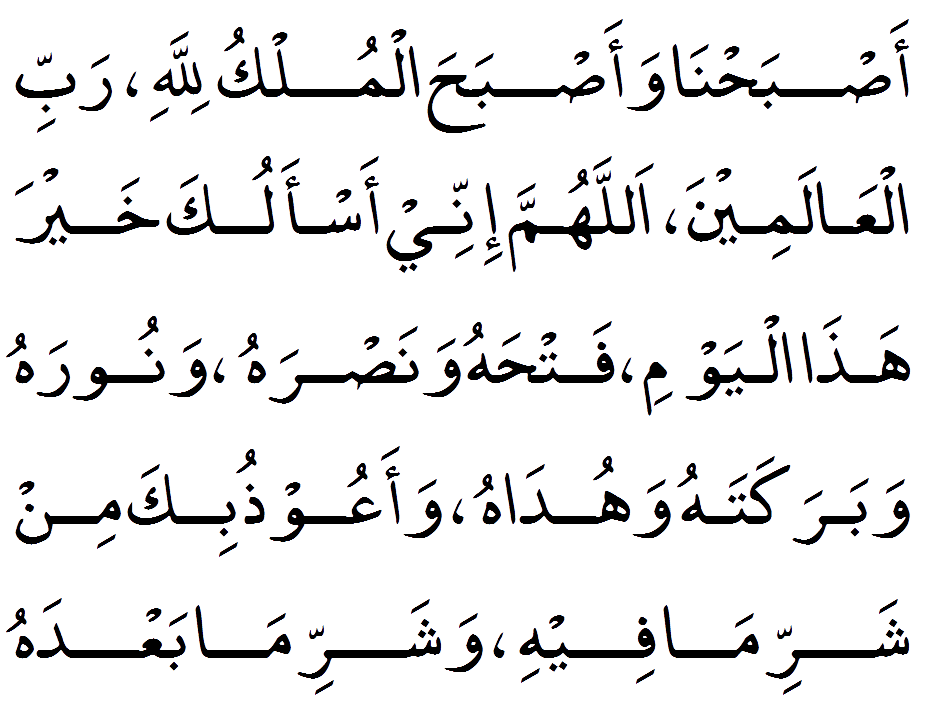 أَصْبَحْنَا وَأَصْبَحَ الْمُلْكُ لِلَّهِ، رَبِّ
الْعَالَمِيْنَ، اَللَّهُمَّ إِنِّيْ أَسْأَلُكَ خَيْرَ
هَذَا الْيَوْمِ، فَتْحَهُ وَنَصْرَهُ، وَنُورَهُ
وَبَرَكَتَهُ وَهُدَاهُ، وَأَعُوْذُ بِكَ مِنْ
شَرِّ مَا فِيْهِ، وَشَرِّ مَا بَعْدَهُ